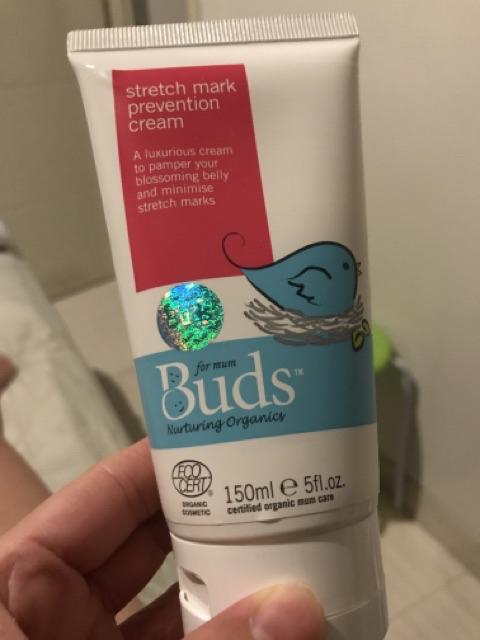 stretch mark
prevention
cream
A luxurious cream
to pamper your
blossoming belly
and minimise
stretch marks
for mum
Buds™
Nurturing Organics
ECO
CERT®
ORGANIC
COSMETIC
150ml ℮ 5fl.oz.
certified organic mum care